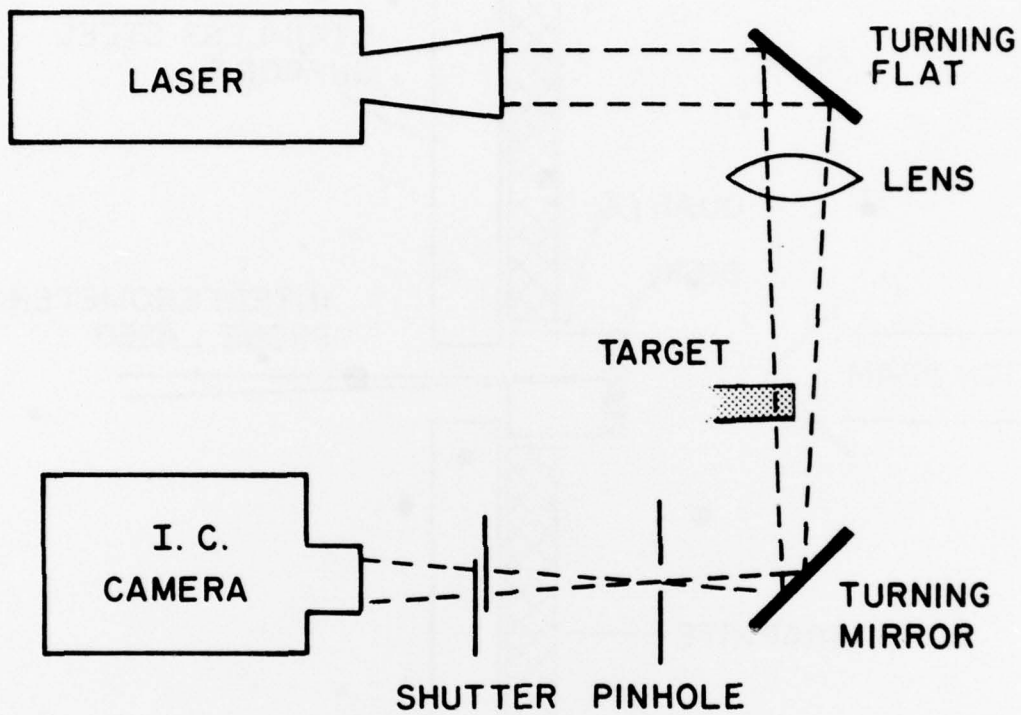 LASER
TURNING
FLAT
LENS
TARGET
I. C.
CAMERA
TURNING
MIRROR
SHUTTER
PINHOLE